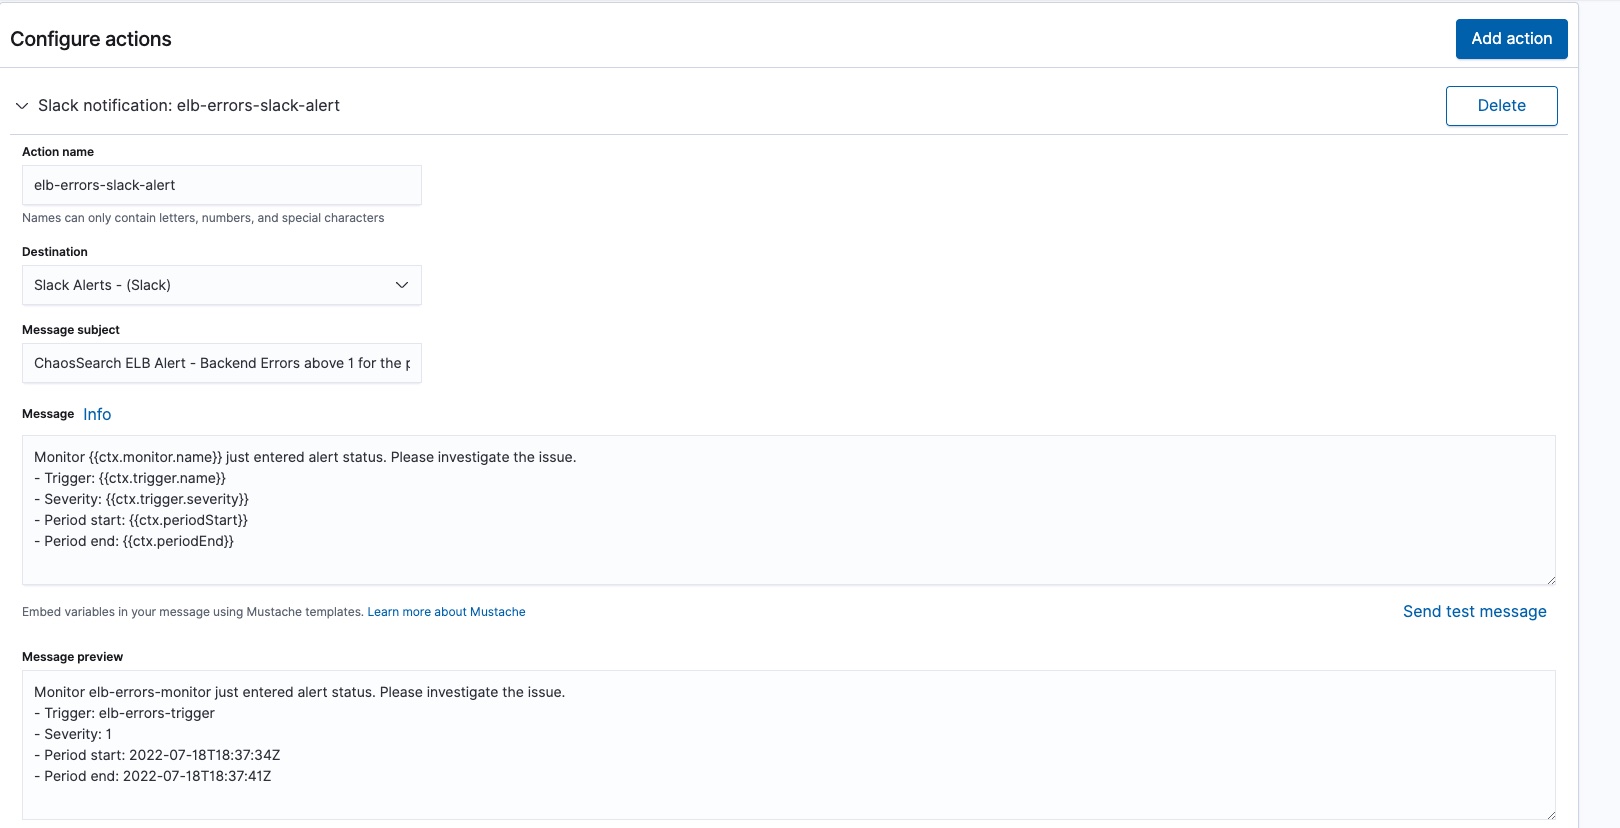 Configure actions
Add action
Slack notification: elb-errors-slack-alert
Delete
Action name
elb-errors-slack-alert
Names can only contain letters, numbers, and special characters
Destination
Slack Alerts - (Slack)
Message subject
ChaosSearch ELB Alert - Backend Errors above 1 for the
Message Info
Monitor {{ctx.monitor.name}} just entered alert status. Please investigate the issue.
- Trigger: {{ctx.trigger.name}}
- Severity: {{ctx.trigger.severity}}
- Period start: {{ctx.periodStart}}
- Period end: {{ctx.periodEnd}}
Embed variables in your message using Mustache templates. Learn more about Mustache
Send test message
Message preview
Monitor elb-errors-monitor just entered alert status. Please investigate the issue.
- Trigger: elb-errors-trigger
- Severity: 1
- Period start: 2022-07-18T18:37:34Z
- Period end: 2022-07-18T18:37:41Z